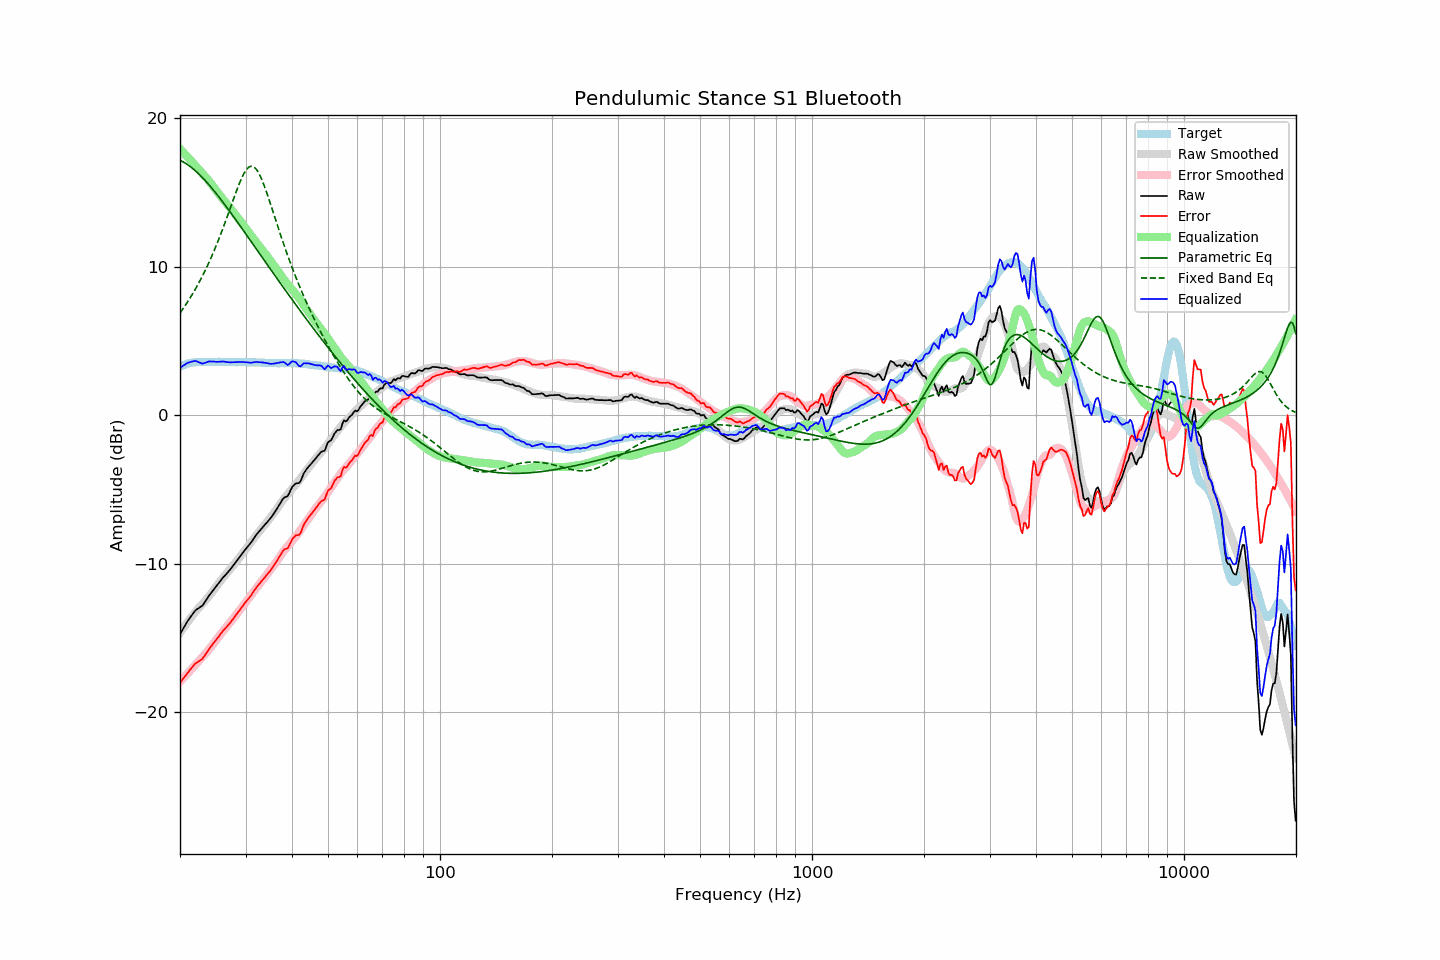 Pendulumic Stance S1 Bluetooth
20
10
0
−10
−20
Amplitude (dBr)
100
1000
10000
Frequency (Hz)
Target
Raw Smoothed
Error Smoothed
Raw
Error
Equalization
Parametric Eq
Fixed Band Eq
Equalized